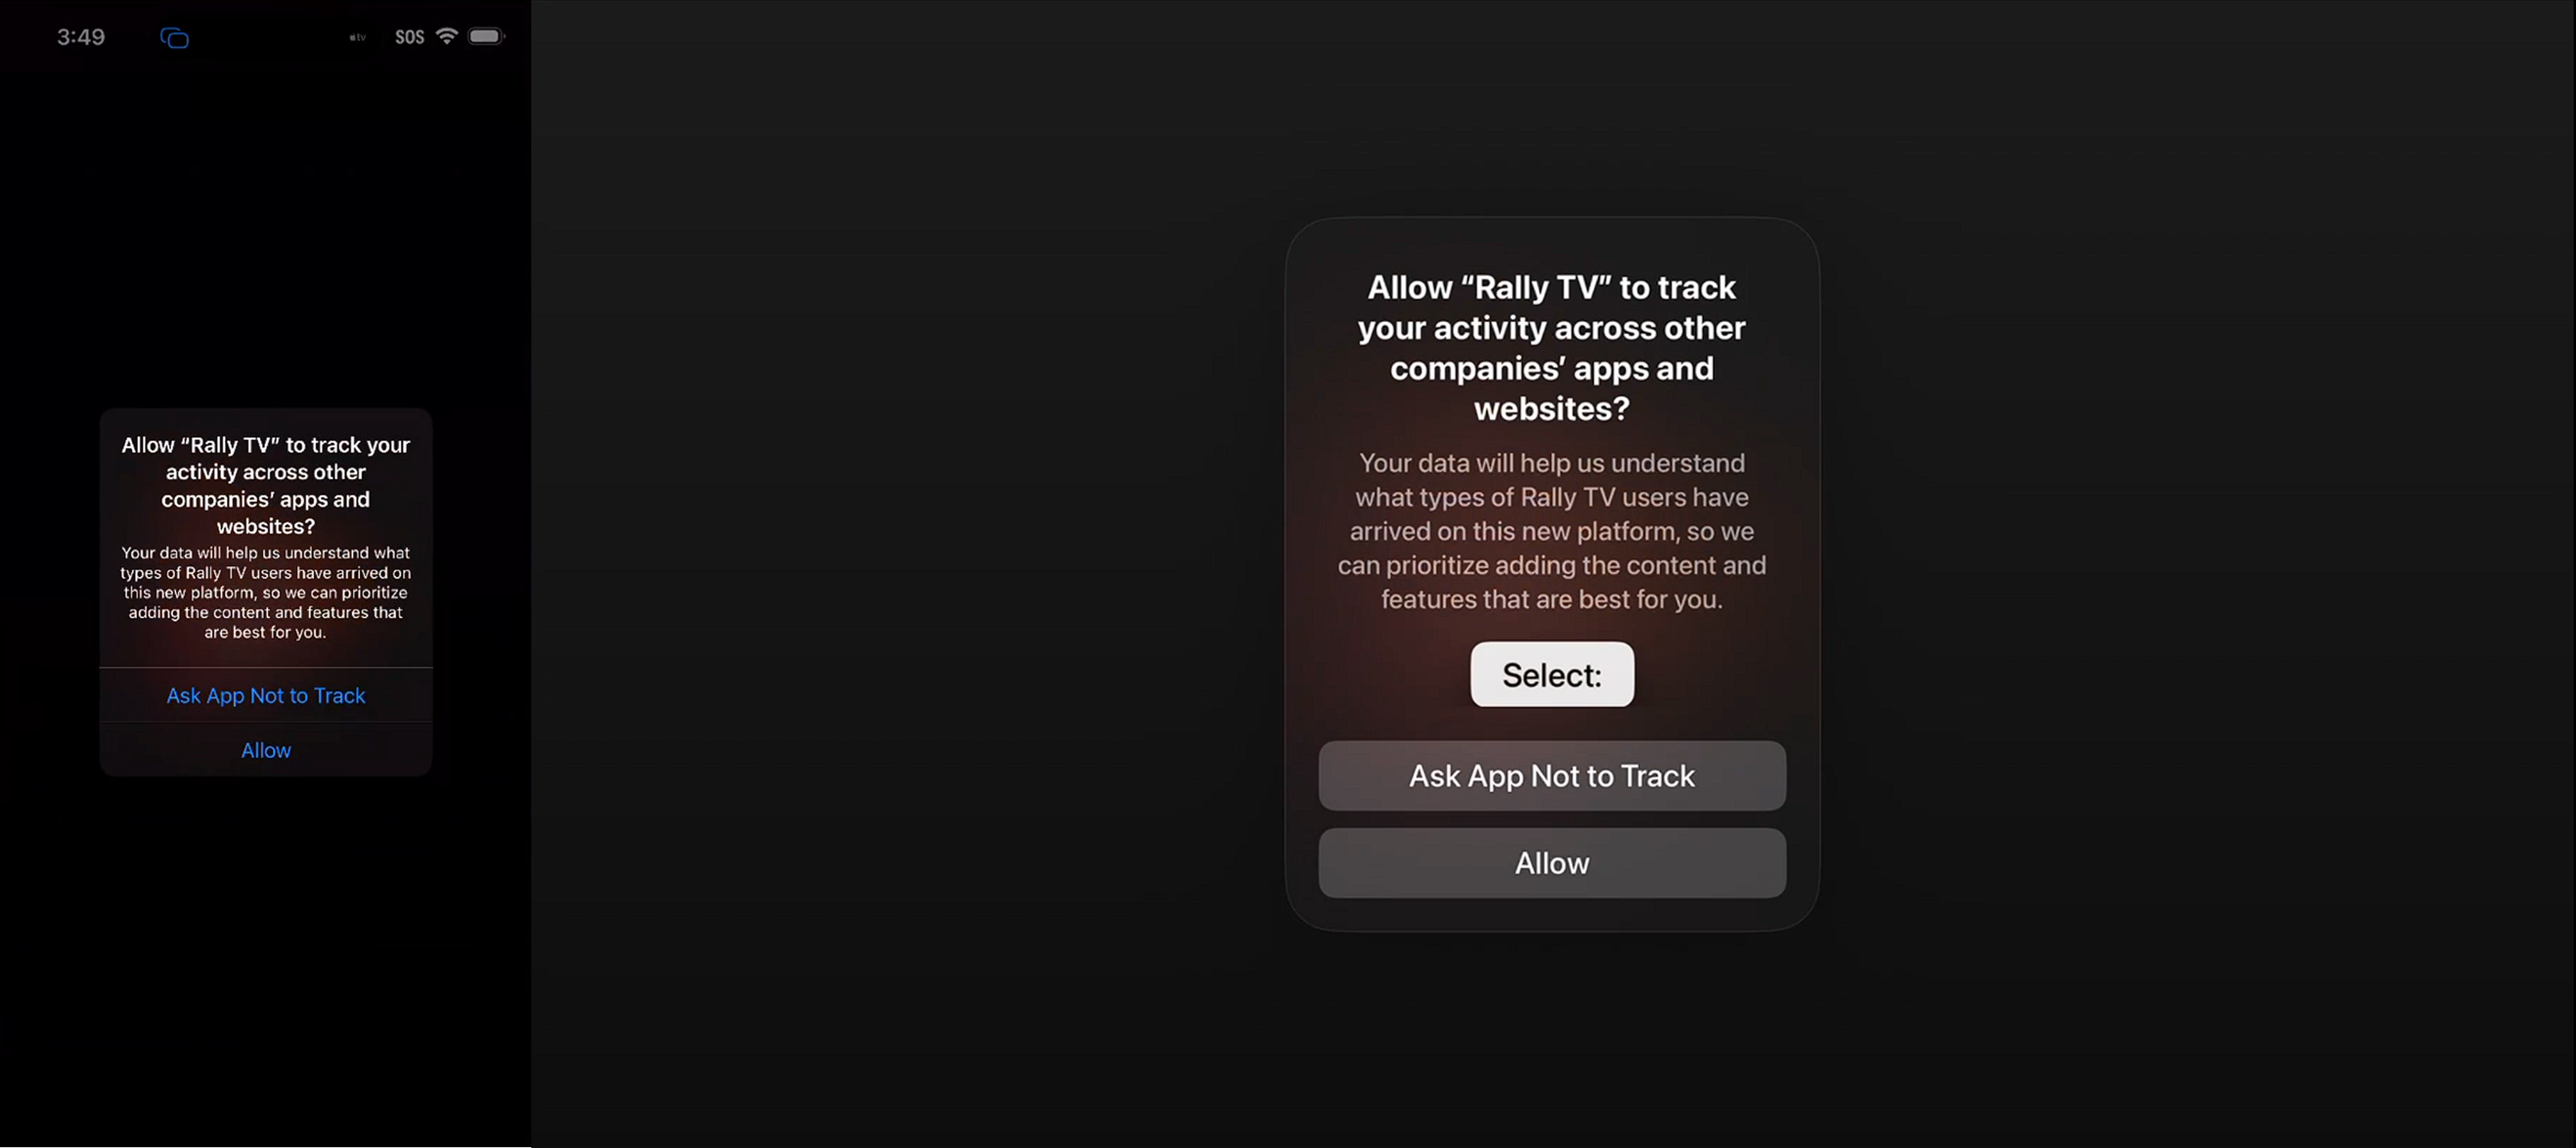 3:49
tv
SOS
Allow “Rally TV” to track your
activity across other
companies’ apps and
websites?
Your data will help us understand what
types of Rally TV users have arrived on
this new platform, so we can prioritize
adding the content and features that
are best for you.
Ask App Not to Track
Allow
Allow “Rally TV” to track
your activity across other
companies’ apps and
websites?
Your data will help us understand
what types of Rally TV users have
arrived on this new platform, so we
can prioritize adding the content and
features that are best for you.
Select:
Ask App Not to Track
Allow